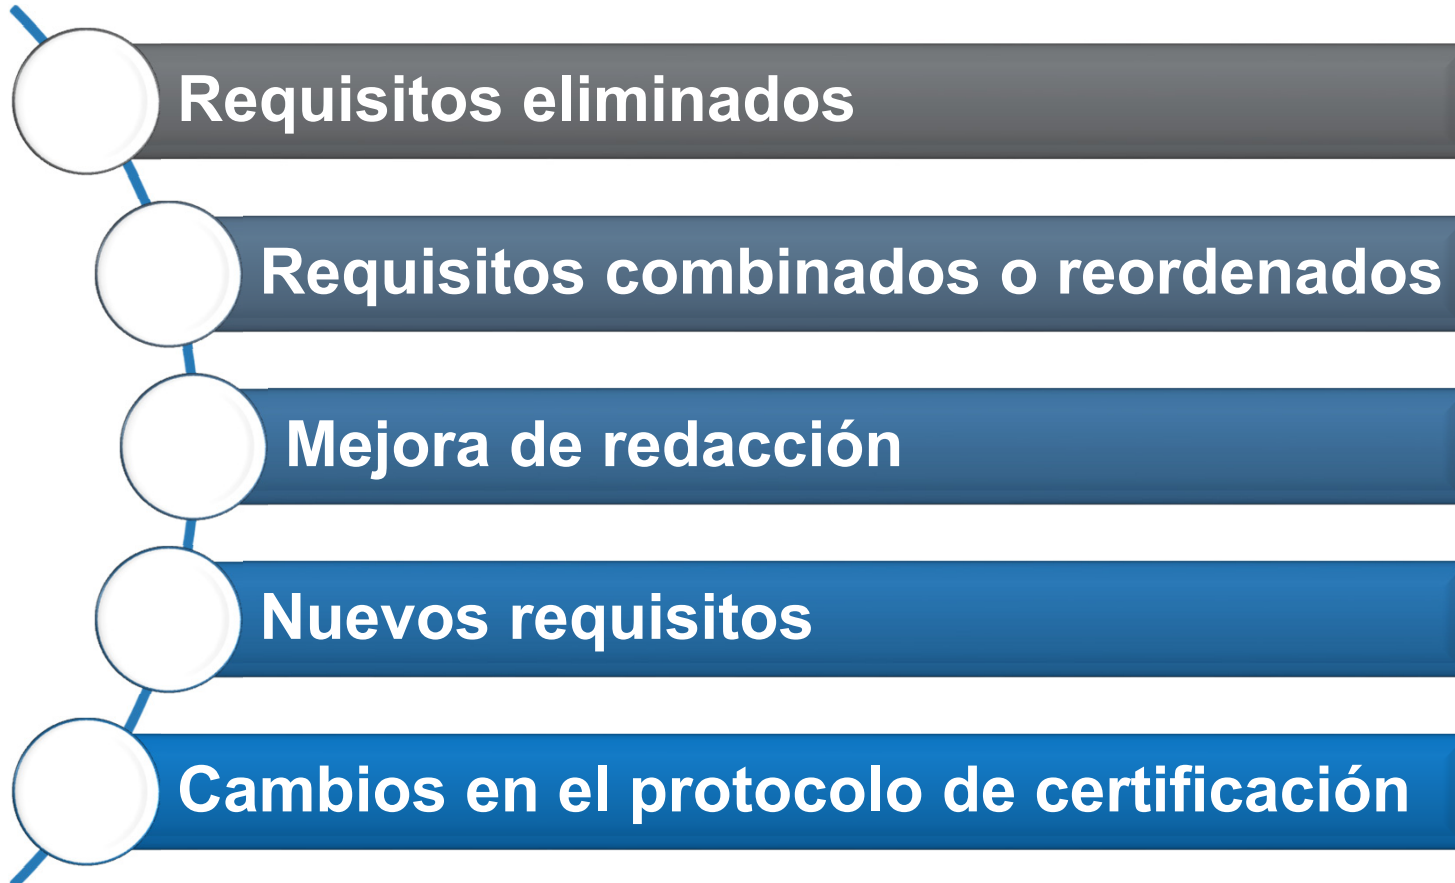 Requisitos eliminados
Requisitos combinados o reordenados
Mejora de redacción
Nuevos requisitos
Cambios en el protocolo de certificación